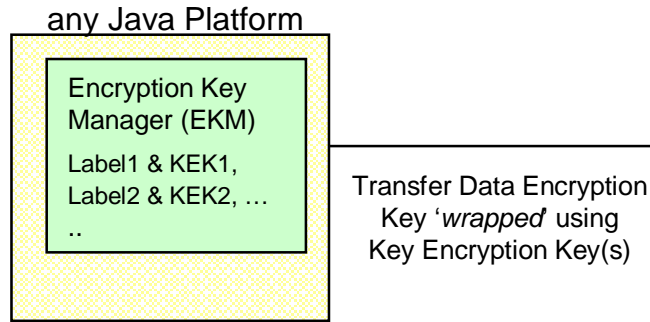 any Java Platform
Encryption Key
Manager (EKM)
Label1 & KEK1,
Label2 & KEK2, …
..
Transfer Data Encryption
Key ‘wrapped’ using
Key Encryption Key(s)